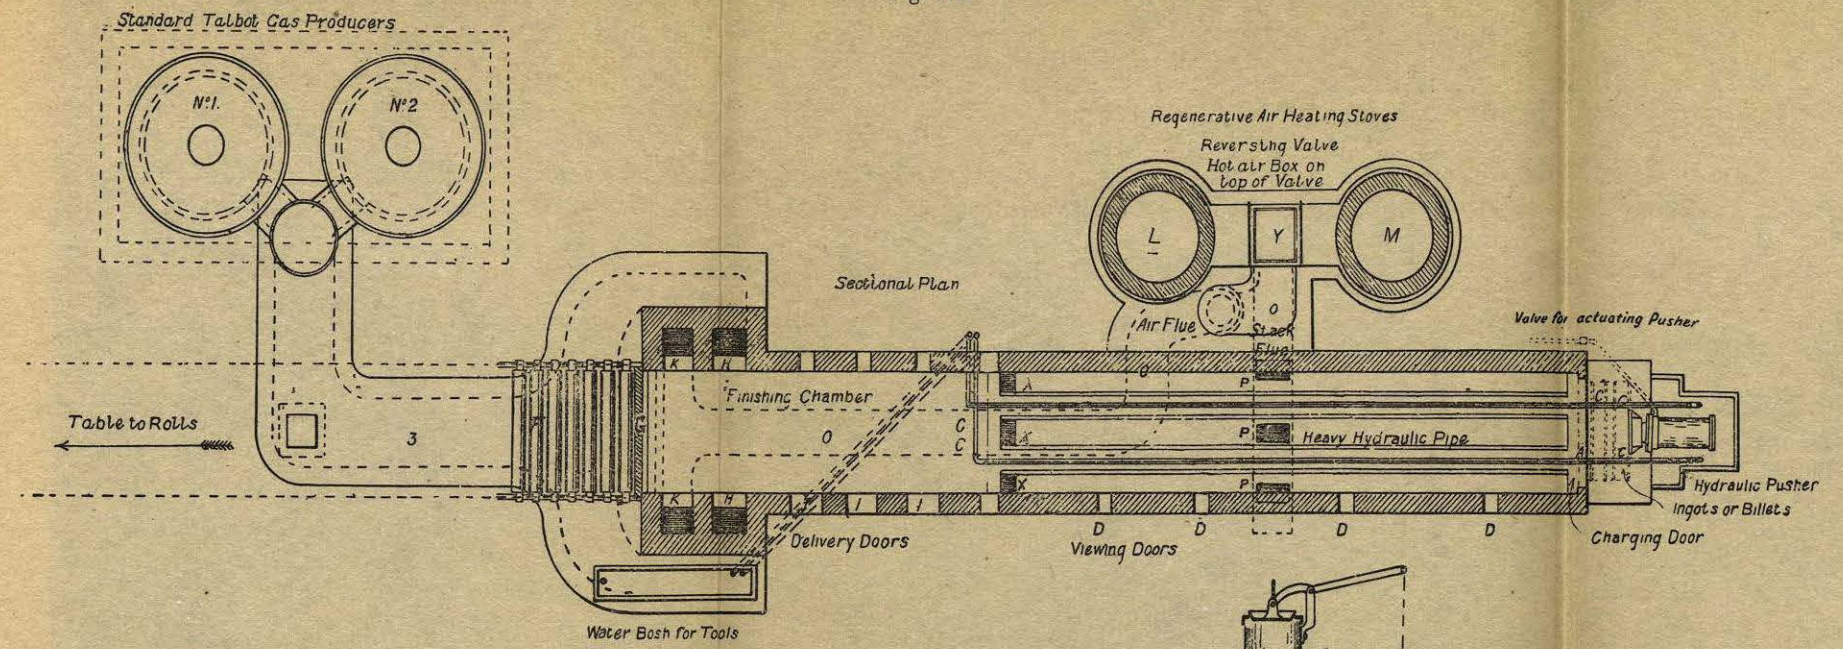 Standard Talbot Gas Producers
Nº1.
Nº2
Regenerative Air Heating Stoves
Reversing Valve
Hot air Box on
top of Valve
L
Y
M
Sectional Plan
O
Air Flue
Stack
Flue
Valve for actuating Pusher
K
H
Finishing Chamber
A
P
C
C
Table to Rolls
3
O
C
C
X
P
Heavy Hydraulic Pipe
X
P
K
H
Hydraulic Pusher
Ingots or Billets
Charging Door
D
D
D
D
Delivery Doors
Viewing Doors
Water Bosh for Tools